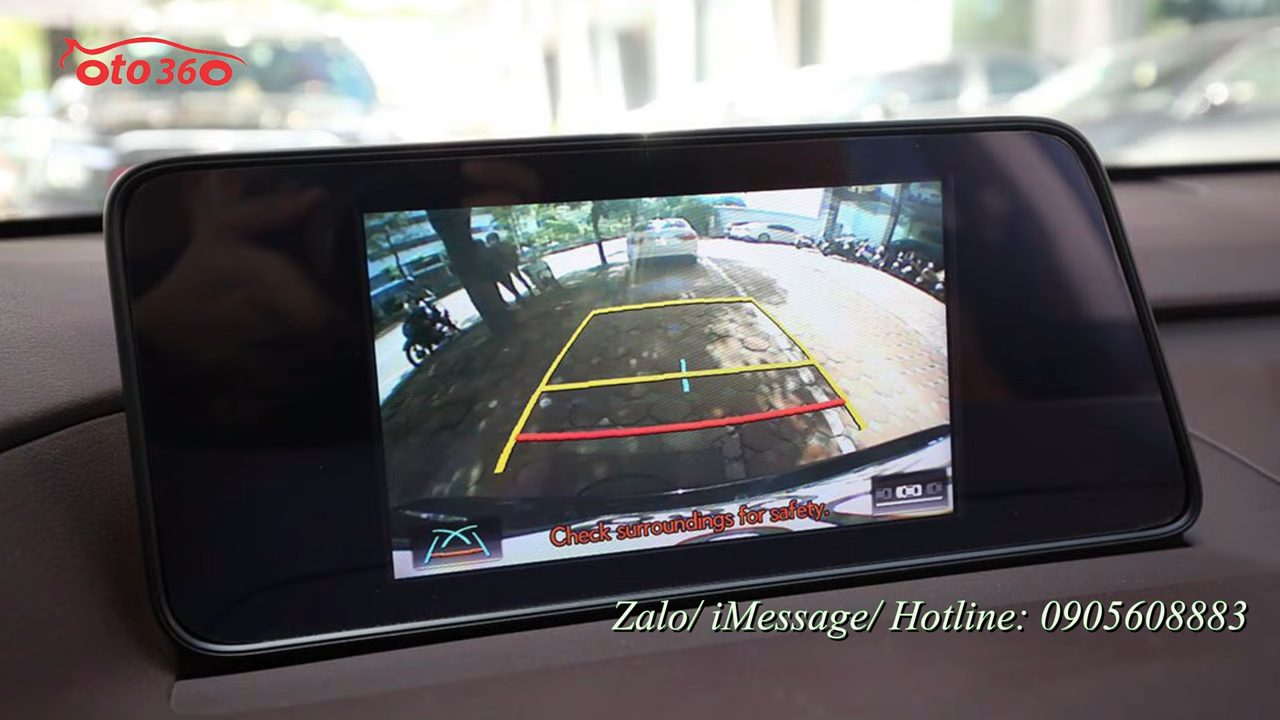 oto360
Check surroundings for safety.
Zalo/ iMessage/ Hotline: 0905608883